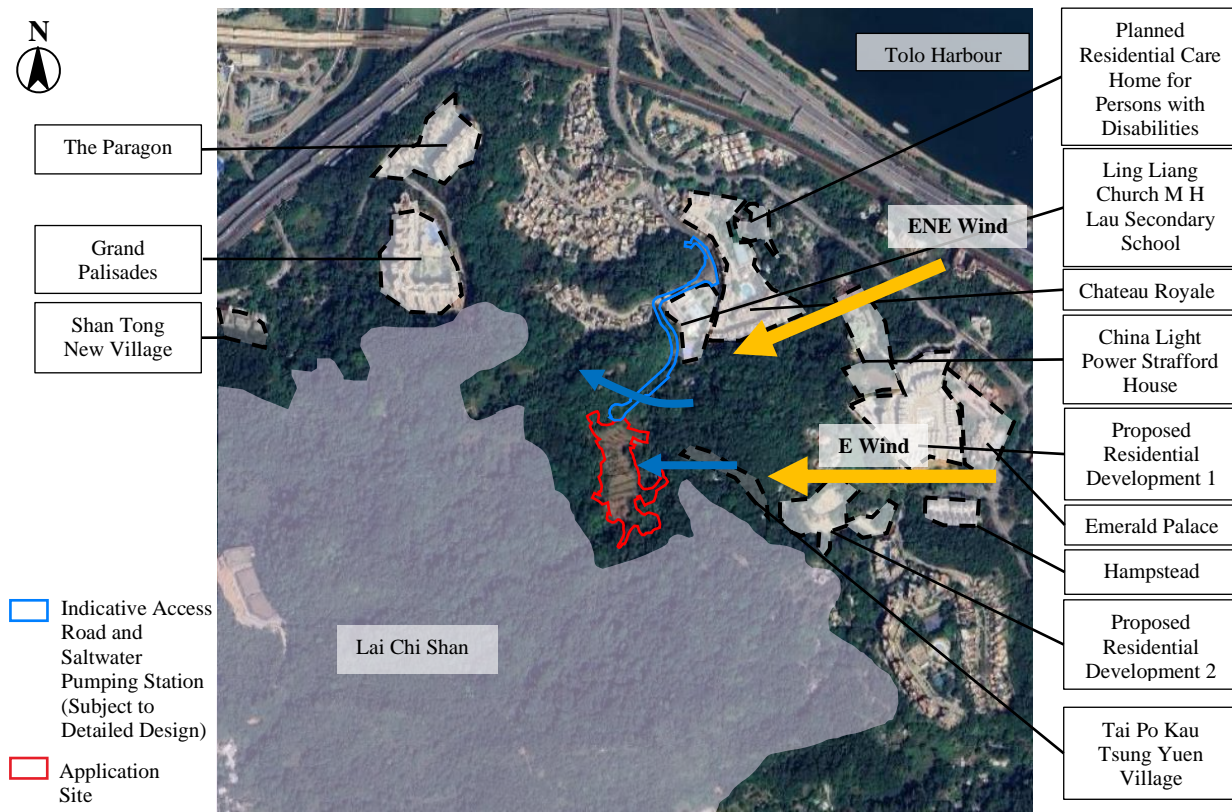 N
The Paragon
Grand
Palisades
Shan Tong
New Village
Indicative Access
Road and
Saltwater
Pumping Station
(Subject to
Detailed Design)
Application
Site
Tolo Harbour
ENE Wind
E Wind
Lai Chi Shan
Planned
Residential Care
Home for
Persons with
Disabilities
Ling Liang
Church M H
Lau Secondary
School
Chateau Royale
China Light
Power Strafford
House
Proposed
Residential
Development 1
Emerald Palace
Hampstead
Proposed
Residential
Development 2
Tai Po Kau
Tsung Yuen
Village